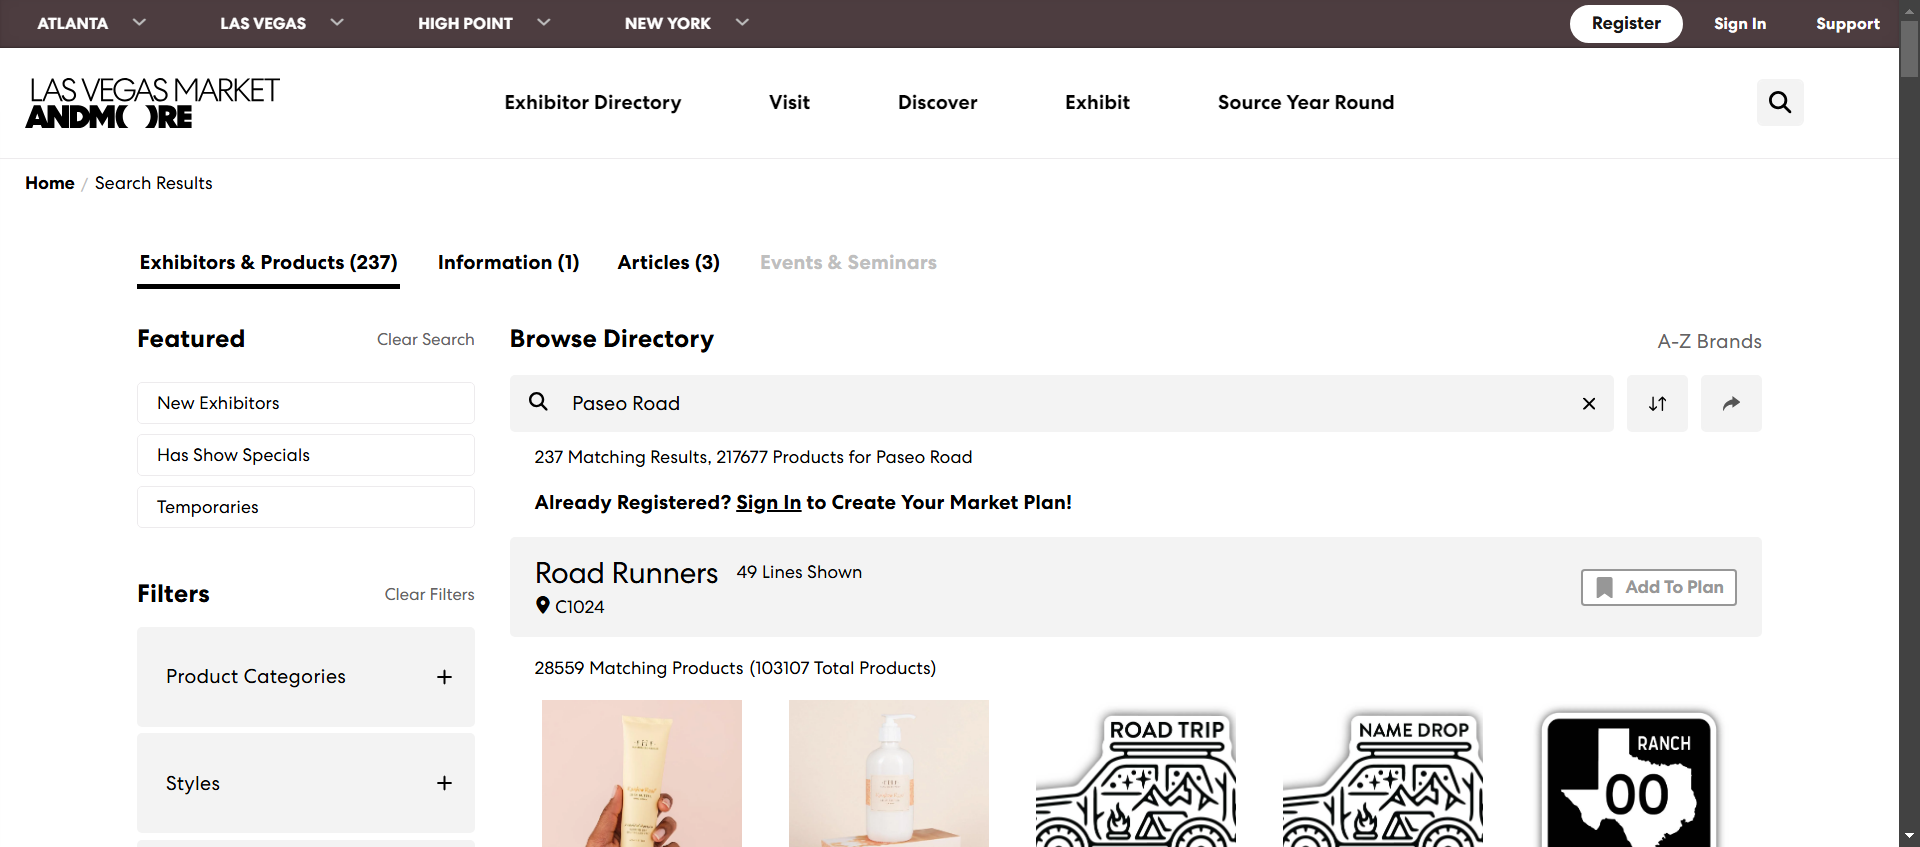 ATLANTA
LAS VEGAS
HIGH POINT
NEW YORK
Register
Sign In
Support
LAS VEGAS MARKET
ANDMORE
Exhibitor Directory
Visit
Discover
Exhibit
Source Year Round
Home / Search Results
Exhibitors & Products (237)
Information (1)
Articles (3)
Events & Seminars
Featured
Clear Search
New Exhibitors
Has Show Specials
Temporaries
Filters
Clear Filters
Product Categories
Styles
Browse Directory
A-Z Brands
Paseo Road
237 Matching Results, 217677 Products for Paseo Road
Already Registered? Sign In to Create Your Market Plan!
Road Runners
49 Lines Shown
C1024
Add To Plan
28559 Matching Products (103107 Total Products)
ROAD TRIP
NAME DROP
RANCH
00